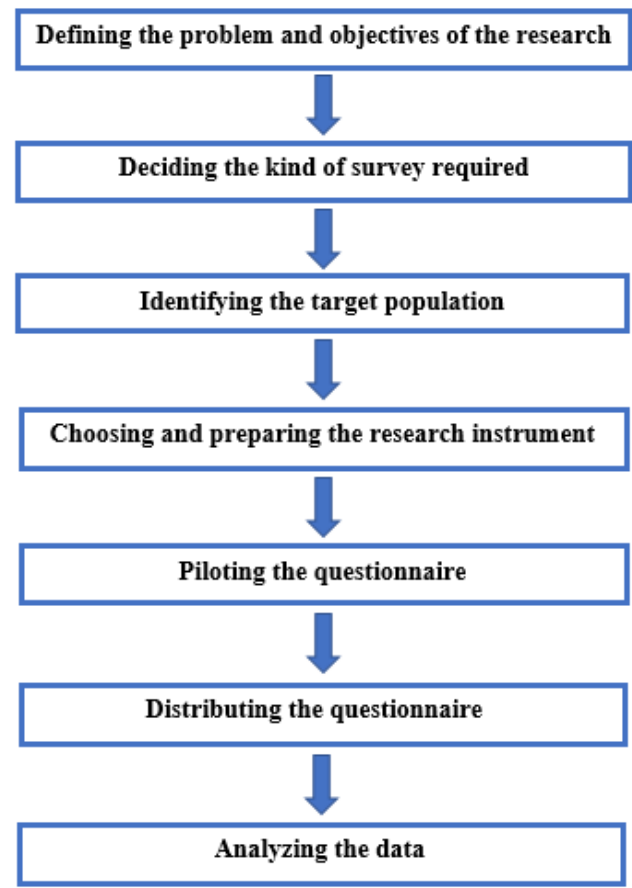 Defining the problem and objectives of the research
Deciding the kind of survey required
Identifying the target population
Choosing and preparing the research instrument
Piloting the questionnaire
Distributing the questionnaire
Analyzing the data